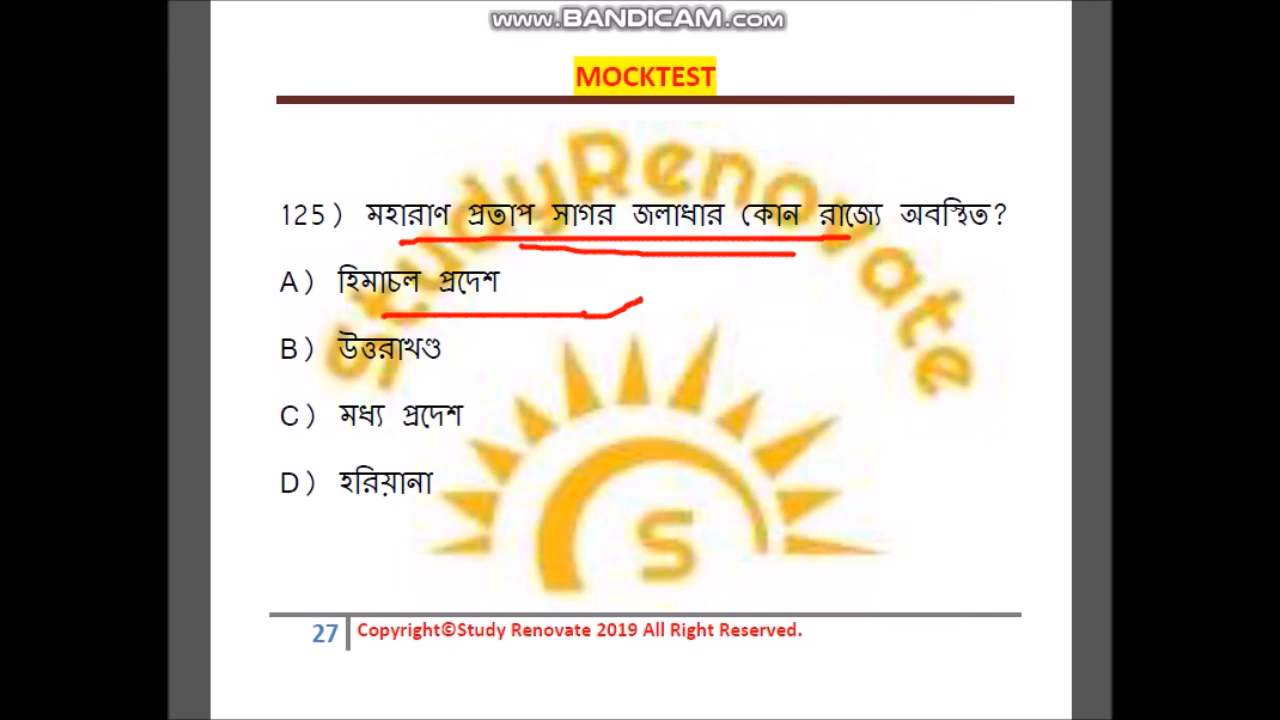 www.BANDICAM.com
MOCKTEST
StudyRenovate
125) মহারাণ প্রতাপ সাগর জলাধার কোন রাজ্যে অবস্থিত?
A) হিমাচল প্রদেশ
B) উত্তরাখণ্ড
C) মধ্য প্রদেশ
D) হরিয়ানা
S
27 Copyright©Study Renovate 2019 All Right Reserved.